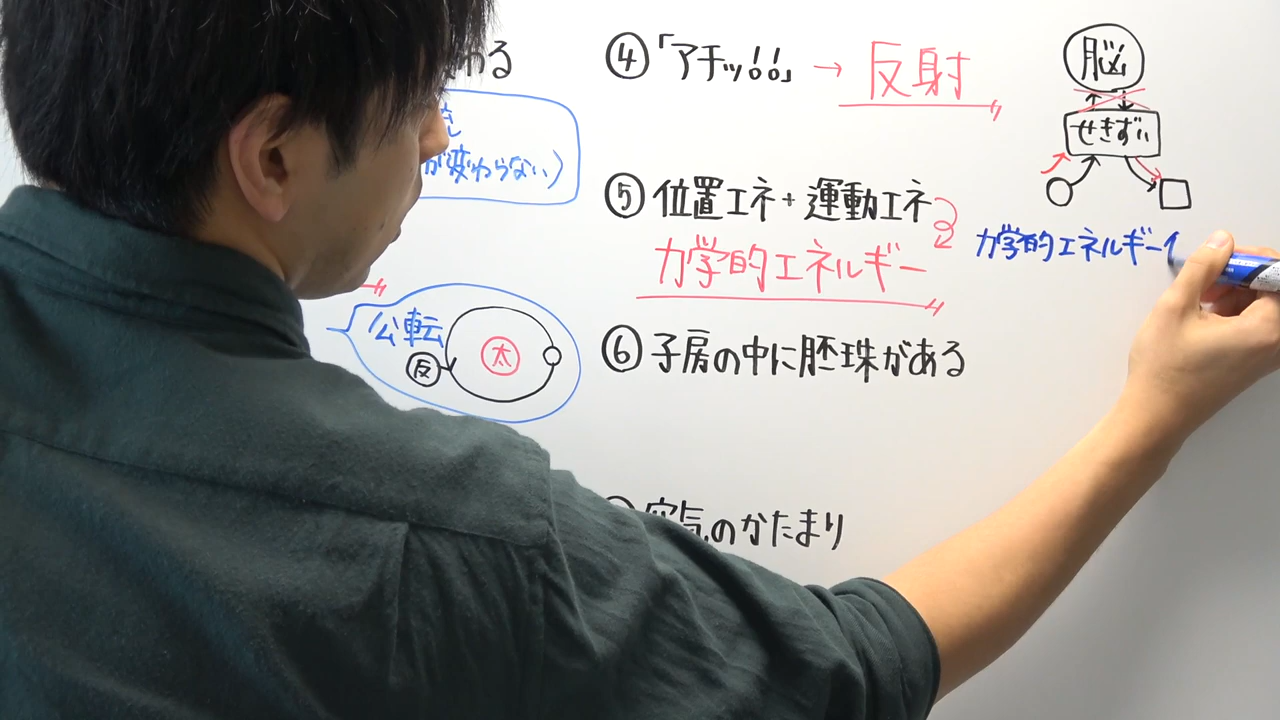 わる
が変わらない)
公転
反
太
④「アチッ!!」→反射
脳
せきずい
⑤位置エネ+運動エネ
力学的エネルギー
力学的エネルギー
⑥子房の中に胚珠がある
空気のかたまり